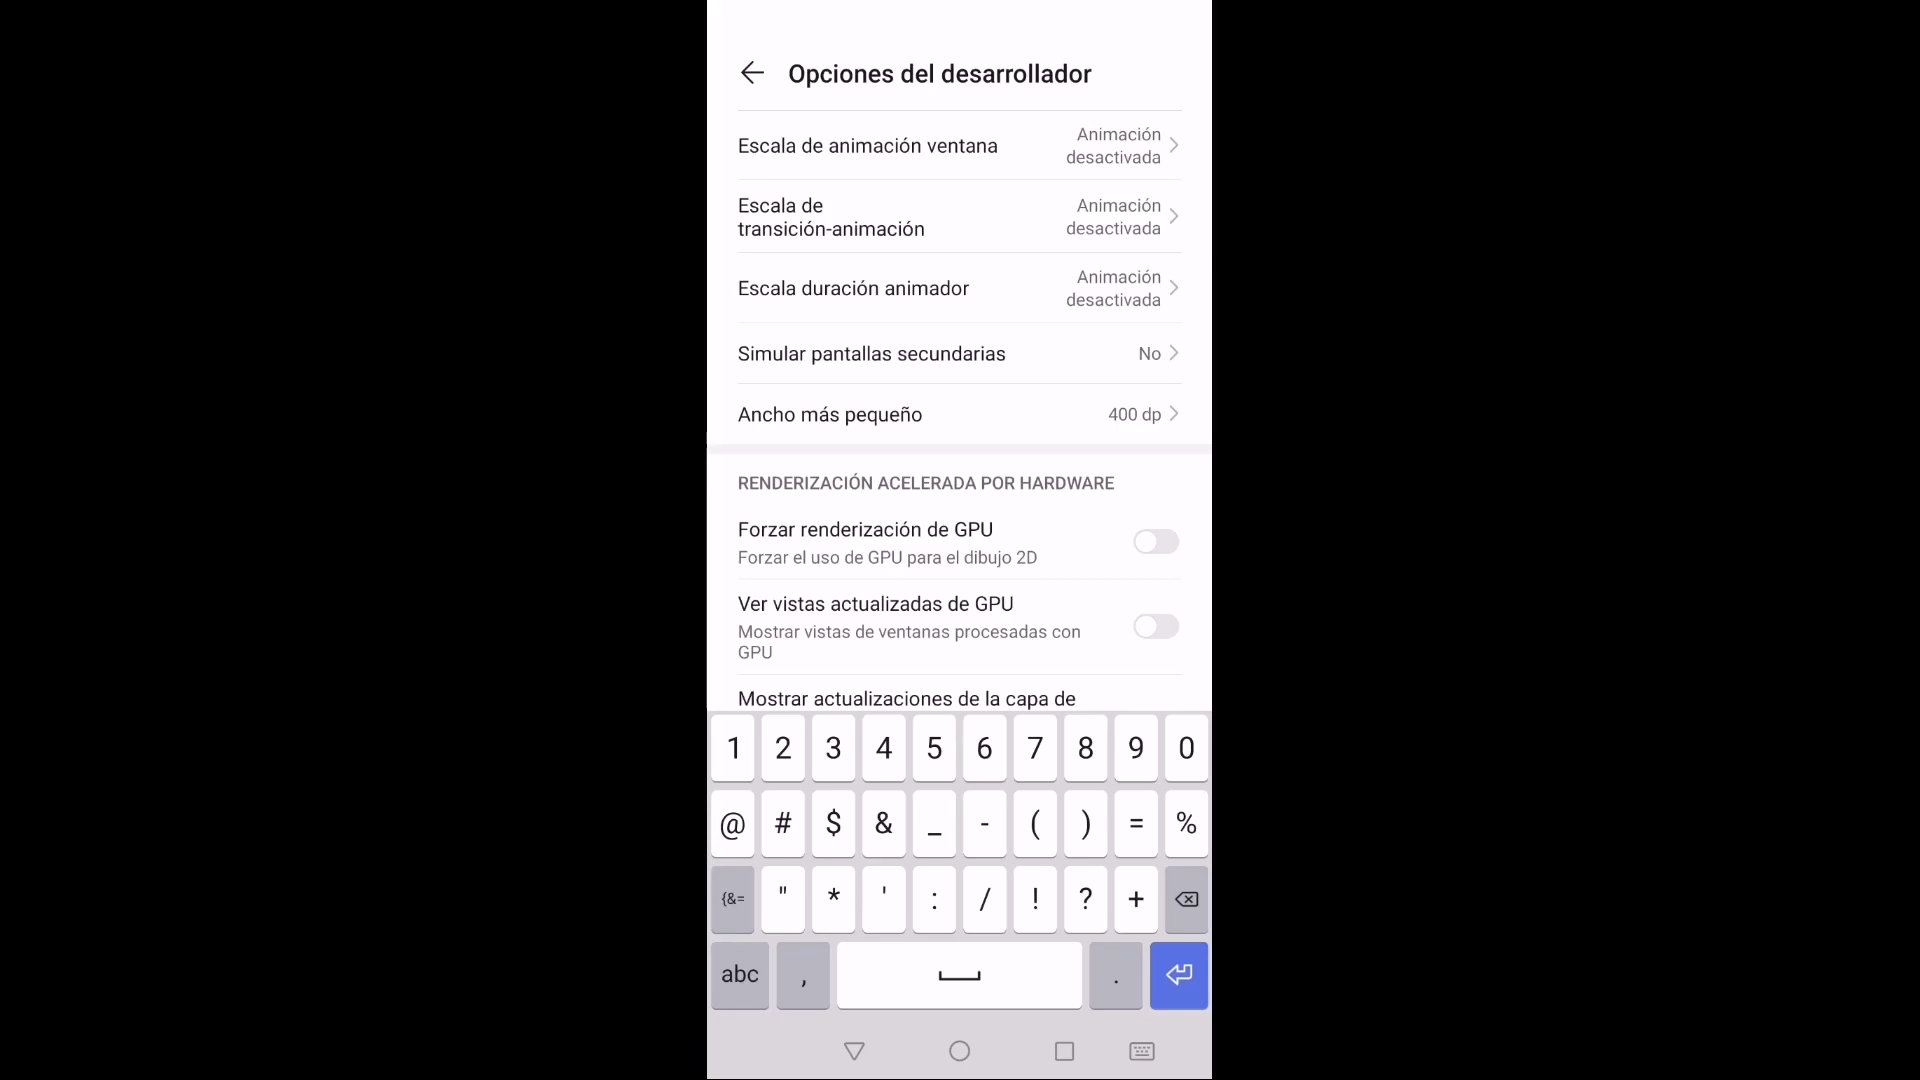 Opciones del desarrollador
Escala de animación ventana
Animación
desactivada
Escala de
transición-animación
Animación
desactivada
Escala duración animador
Animación
desactivada
Simular pantallas secundarias
No
Ancho más pequeño
400 dp
RENDERIZACIÓN ACELERADA POR HARDWARE
Forzar renderización de GPU
Forzar el uso de GPU para el dibujo 2D
Ver vistas actualizadas de GPU
Mostrar vistas de ventanas procesadas con
GPU
Mostrar actualizaciones de la capa de
1 2 3 4 5 6 7 8 9 0
@ # $ & _ - ( ) = %
{&= " * ' : / ! ? +
abc , .